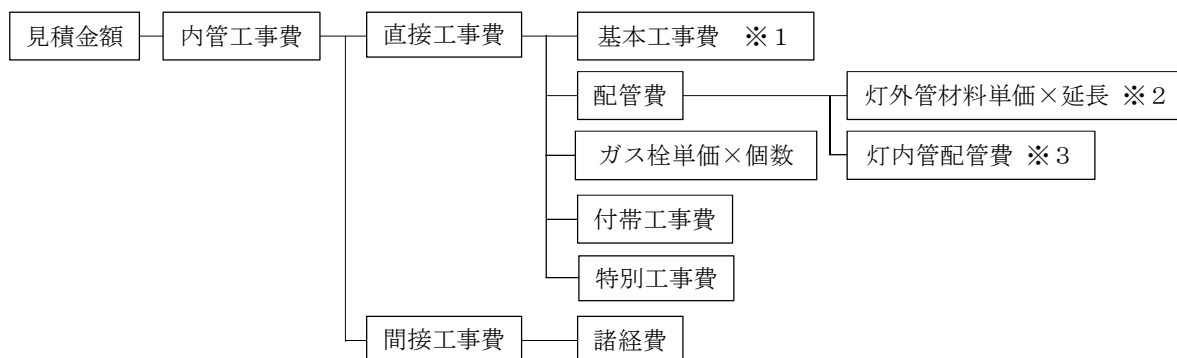 見積金額 内管工事費 直接工事費 基本工事費 ※1
配管費 灯外管材料単価×延長 ※2
ガス栓単価×個数 灯内管配管費 ※3
付帯工事費
特別工事費
間接工事費 諸経費